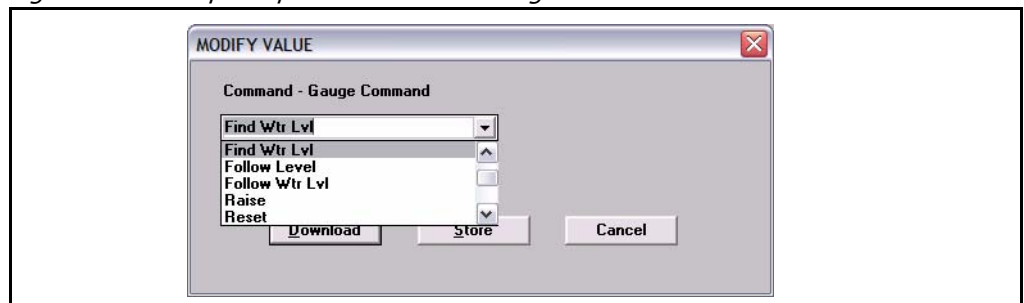 MODIFY VALUE
Command - Gauge Command
Find Wtr Lvl
Find Wtr Lvl
Follow Level
Follow Wtr Lvl
Raise
Reset
Download
Store
Cancel